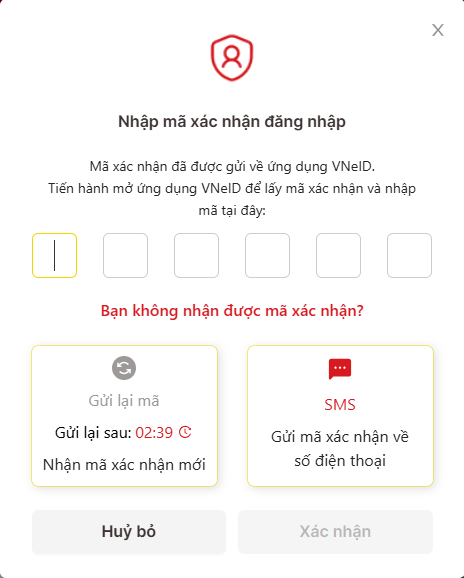 X
Nhập mã xác nhận đăng nhập
Mã xác nhận đã được gửi về ứng dụng VNeID.
Tiến hành mở ứng dụng VNeID để lấy mã xác nhận và nhập
mã tại đây:
Bạn không nhận được mã xác nhận?
Gửi lại mã
Gửi lại sau: 02:39
Nhận mã xác nhận mới
SMS
Gửi mã xác nhận về
số điện thoại
Huỷ bỏ
Xác nhận